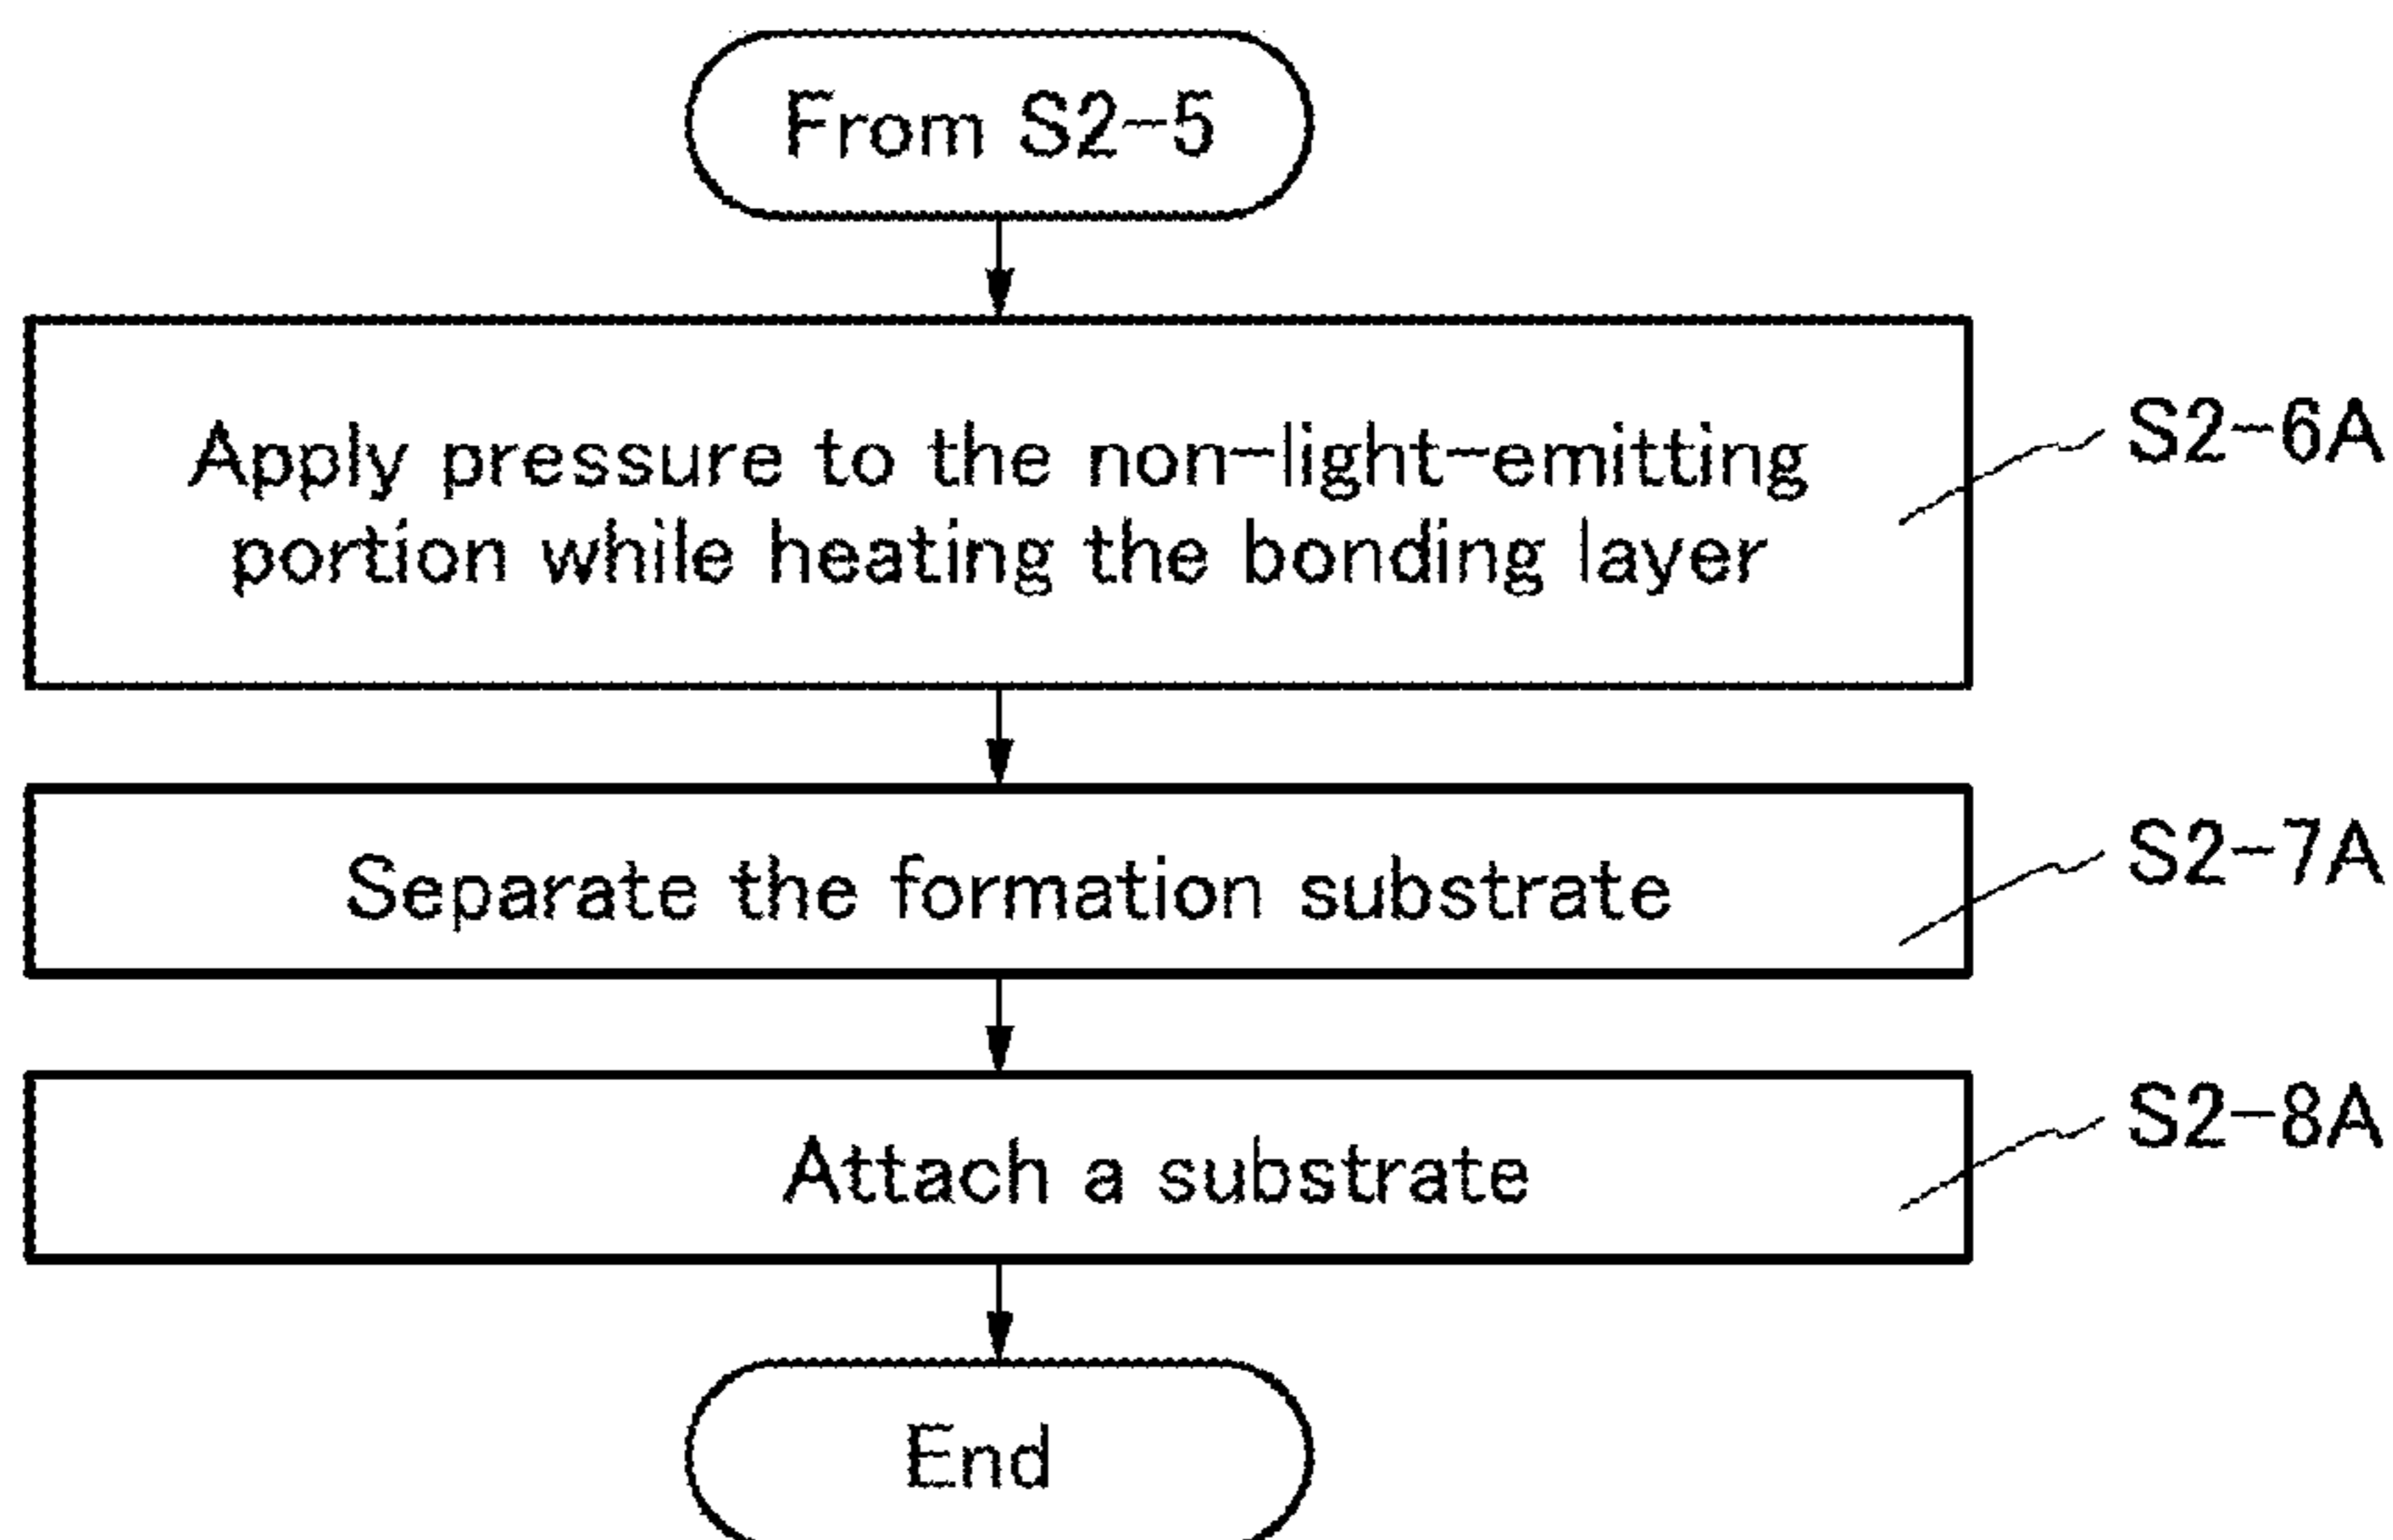 From S2-5
Apply pressure to the non-light-emitting
portion while heating the bonding layer
S2-6A
Separate the formation substrate
S2-7A
Attach a substrate
S2-8A
End